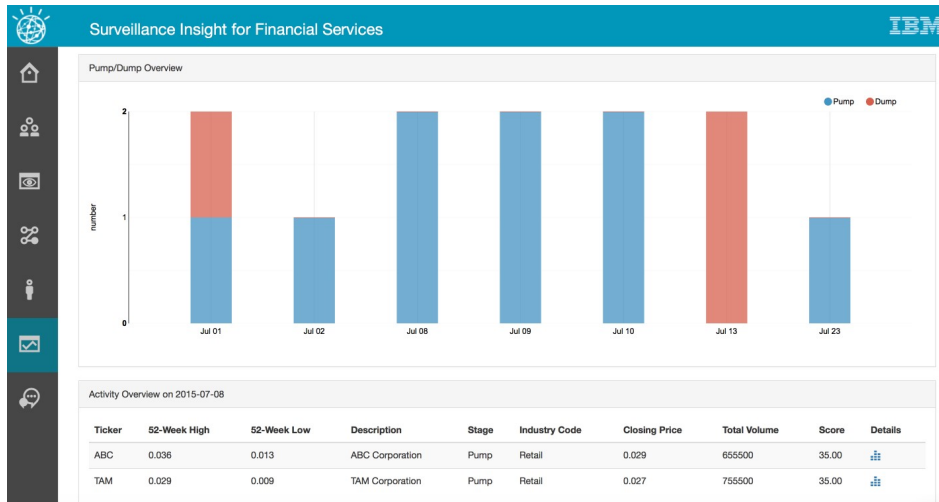 Surveillance Insight for Financial Services
IBM
Pump/Dump Overview
Pump Dump
2
1
0
number
Jul 01 Jul 02 Jul 08 Jul 09 Jul 10 Jul 13 Jul 23
Activity Overview on 2015-07-08
Ticker 52-Week High 52-Week Low Description Stage Industry Code Closing Price Total Volume Score Details
ABC 0.036 0.013 ABC Corporation Pump Retail 0.029 655500 35.00
TAM 0.029 0.009 TAM Corporation Pump Retail 0.027 755500 35.00